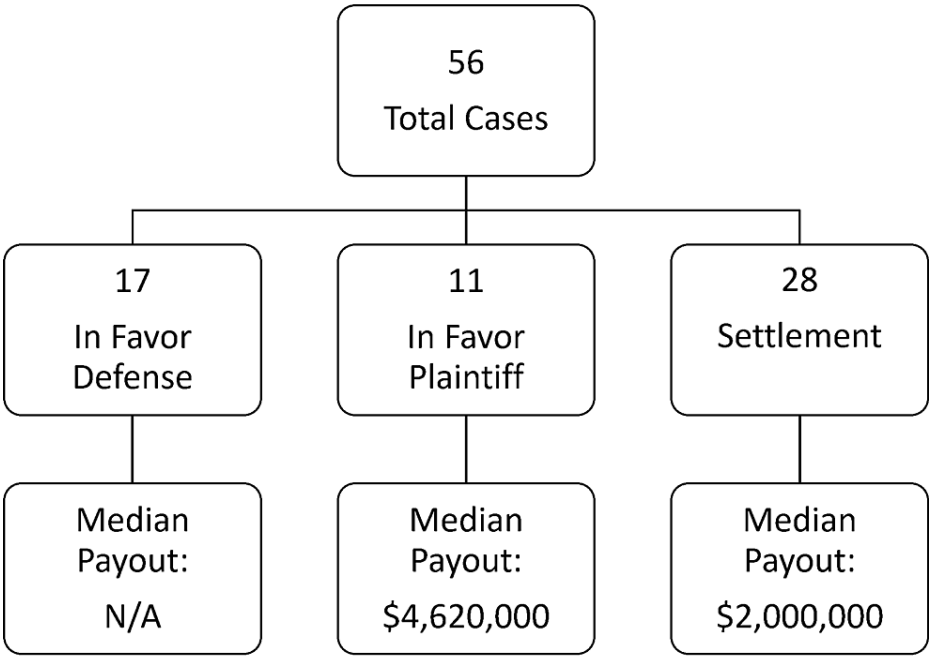 56
Total Cases
17
In Favor
Defense
11
In Favor
Plaintiff
28
Settlement
Median
Payout:
N/A
Median
Payout:
$4,620,000
Median
Payout:
$2,000,000